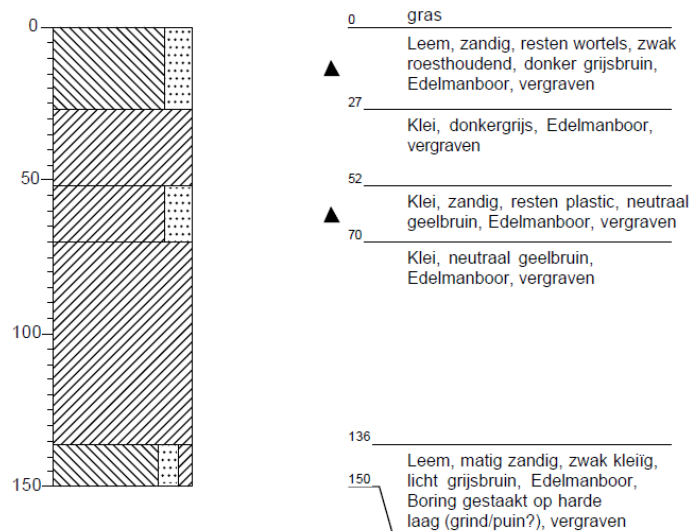 0
50
100
150
0 gras
Leem, zandig, resten wortels, zwak
roesthoudend, donker grijsbruin,
Edelmanboor, vergraven
27
Klei, donkergrijs, Edelmanboor,
vergraven
52
Klei, zandig, resten plastic, neutraal
geelbruin, Edelmanboor, vergraven
70
Klei, neutraal geelbruin,
Edelmanboor, vergraven
136
Leem, matig zandig, zwak kleiïg,
licht grijsbruin, Edelmanboor,
150
Boring gestaakt op harde
laag (grind/puin?), vergraven